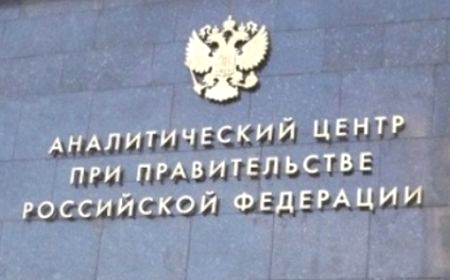 АНАЛИТИЧЕСКИЙ ЦЕНТР
ПРИ ПРАВИТЕЛЬСТВЕ
РОССИЙСКОЙ ФЕДЕРАЦИИ